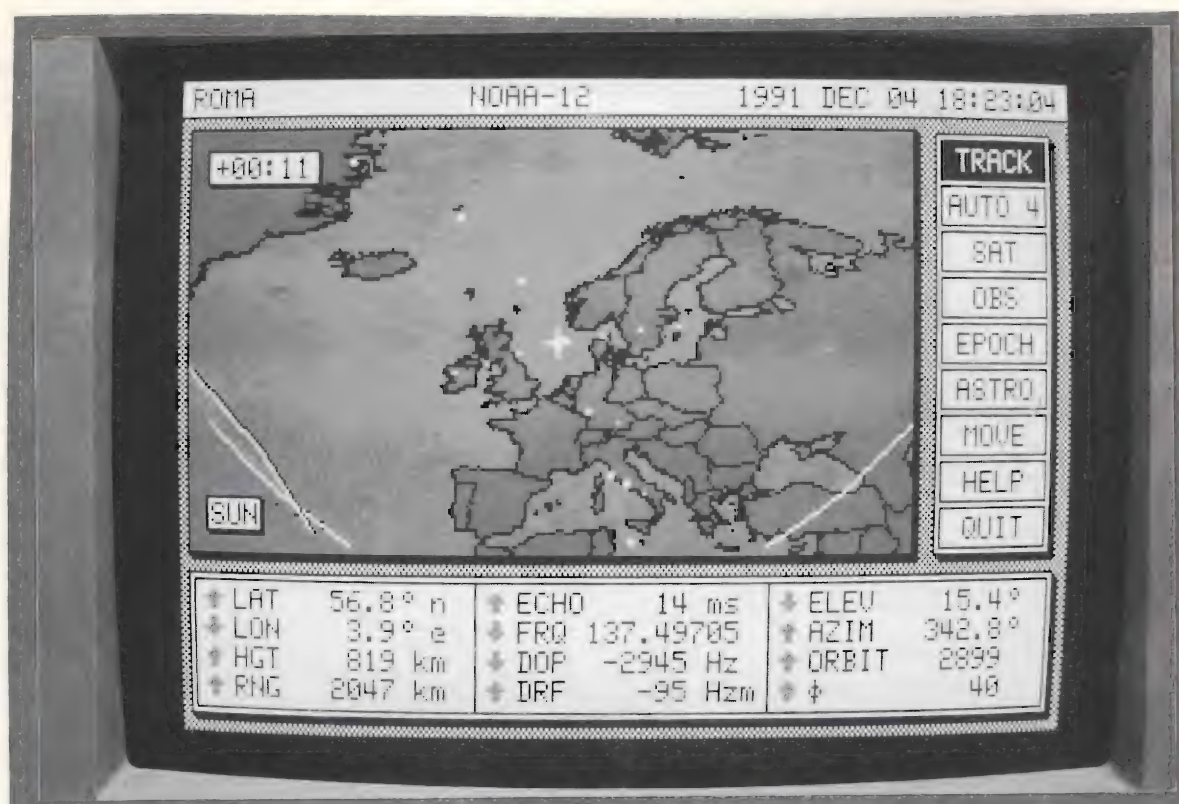 ROMA NOAA-12 1991 DEC 04 18:23:04
+00:11
SUN
TRACK
AUTO 4
SAT
OBS
EPOCH
ASTRO
MOVE
HELP
QUIT
↑ LAT 56.8° n
↓ LON 3.9° e
↑ HGT 819 km
↑ RNG 2047 km
↑ ECHO 14 ms
↓ FRQ 137.49705
↓ DOP -2945 Hz
↑ DRF -95 Hzm
↓ ELEV 15.4°
↑ AZIM 342.8°
↑ ORBIT 2899
↑ ϕ 40